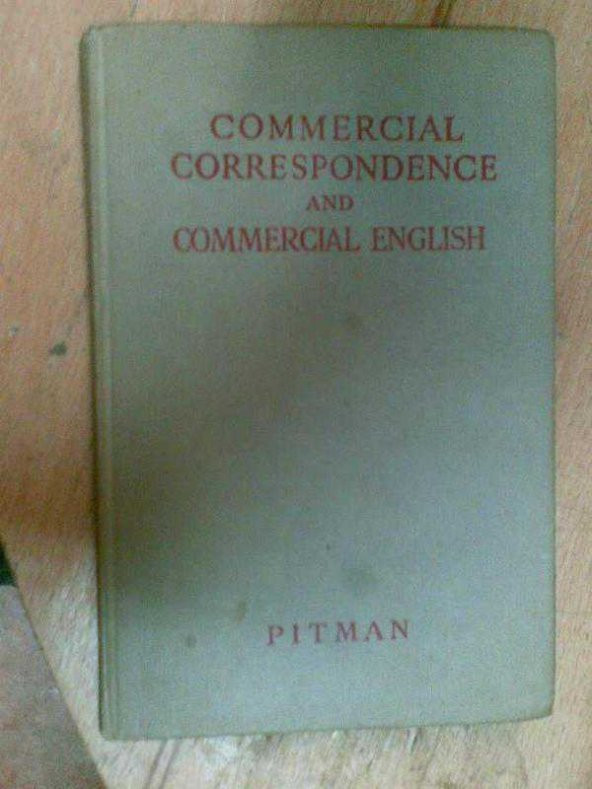 COMMERCIAL
CORRESPONDENCE
AND
COMMERCIAL ENGLISH
PITMAN